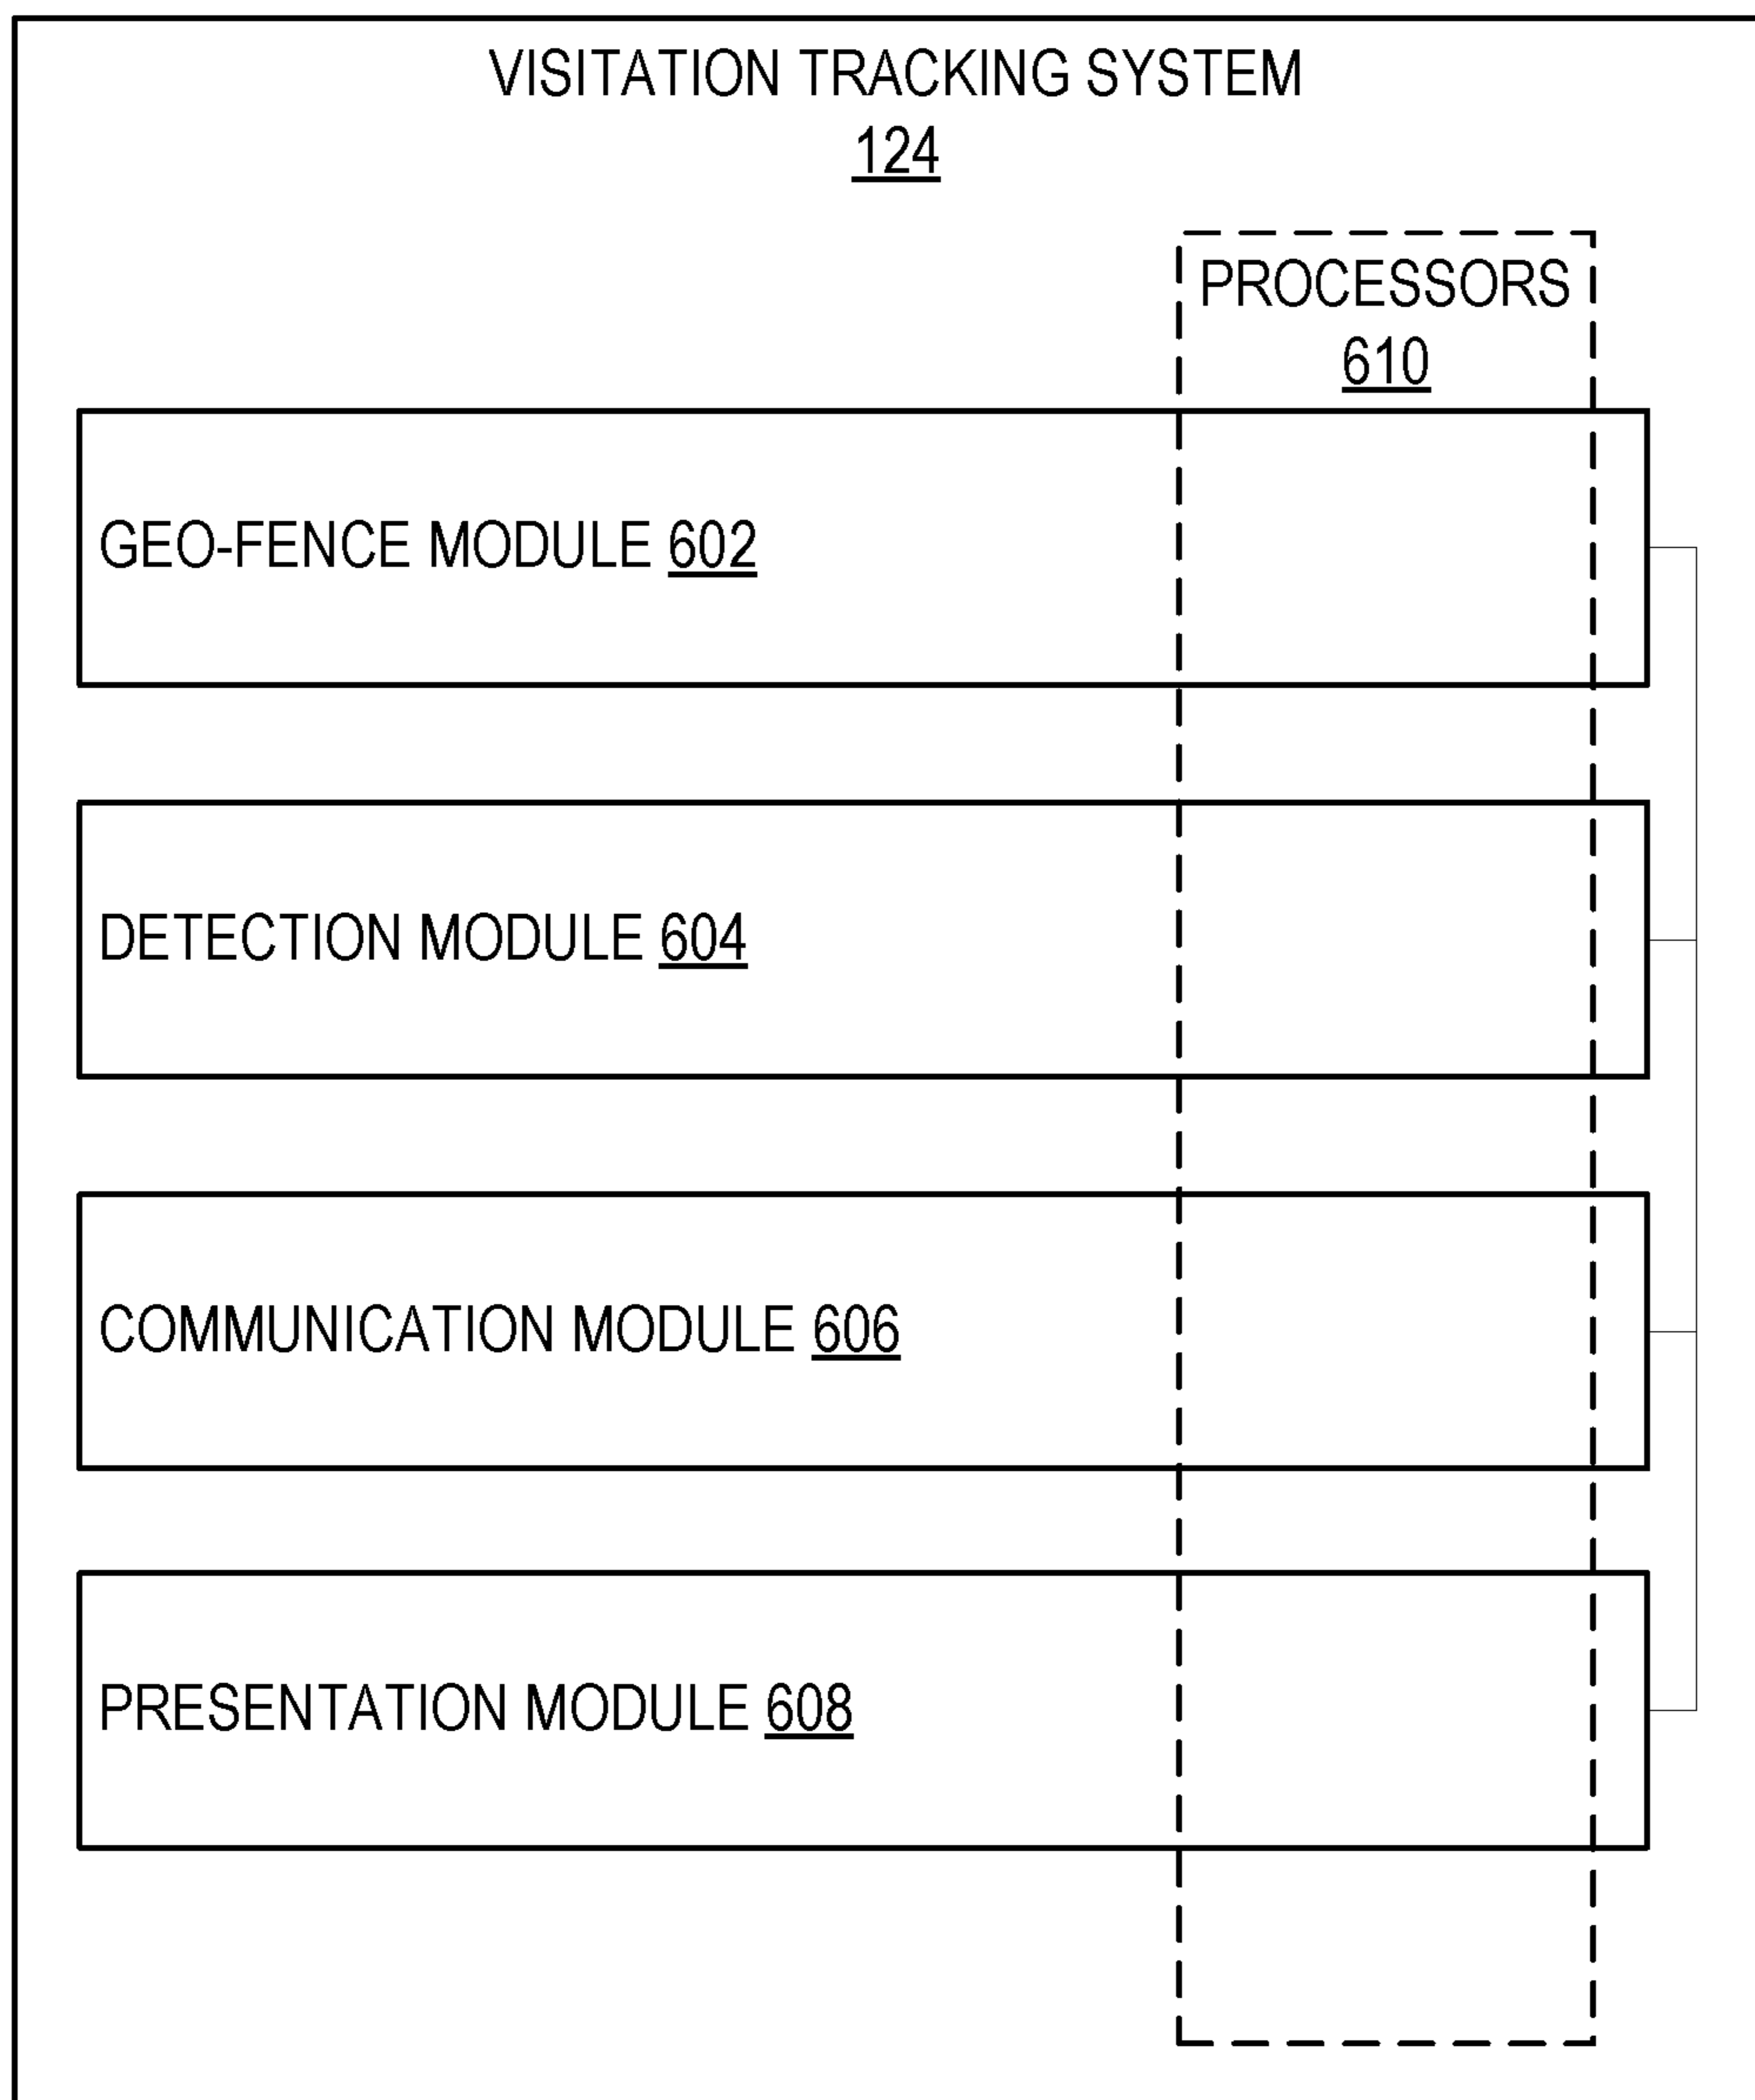 VISITATION TRACKING SYSTEM
124
PROCESSORS
610
GEO-FENCE MODULE 602
DETECTION MODULE 604
COMMUNICATION MODULE 606
PRESENTATION MODULE 608